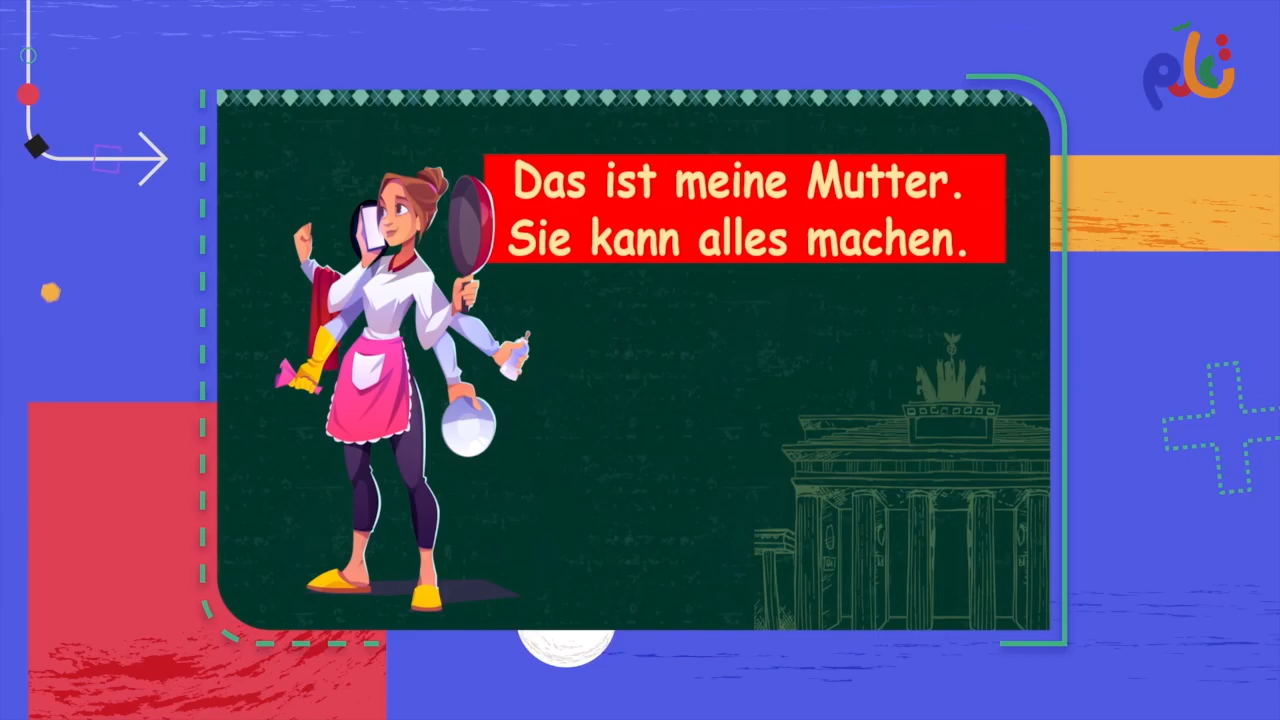 Das ist meine Mutter.
Sie kann alles machen.